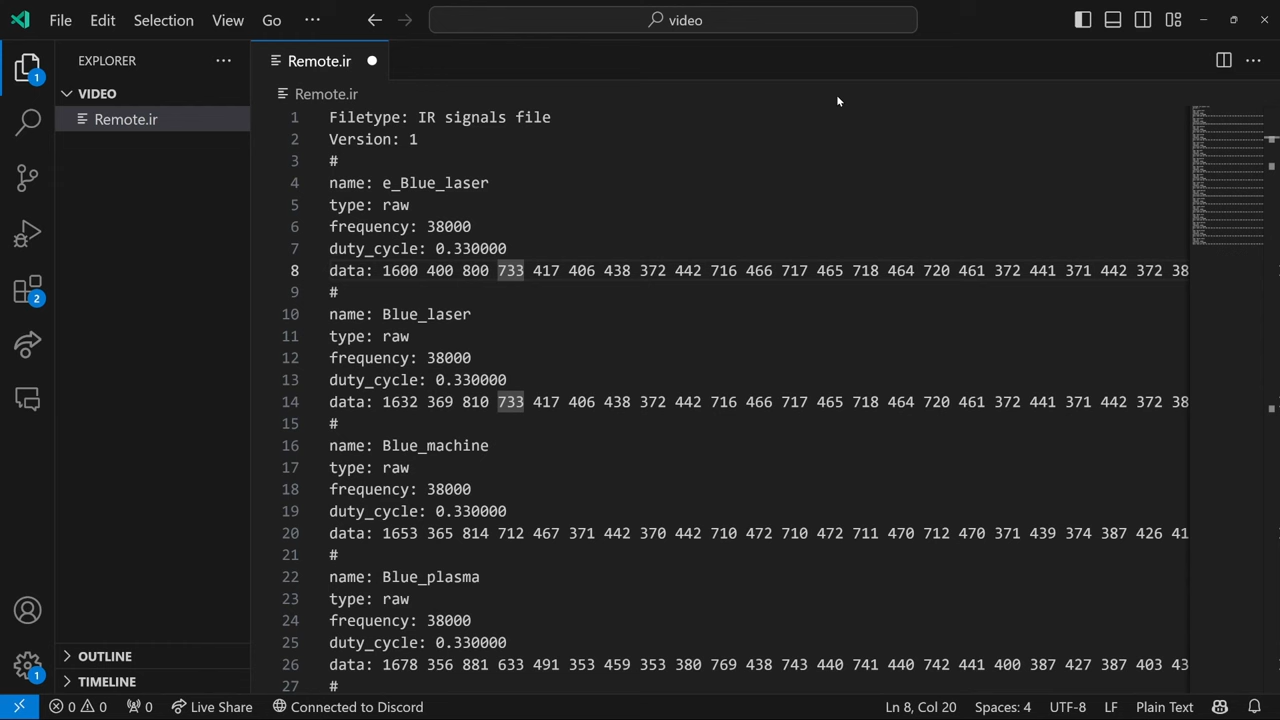 File Edit Selection View Go ··· video
EXPLORER ···
Remote.ir
VIDEO
Remote.ir
Remote.ir
1 Filetype: IR signals file
2 Version: 1
3 #
4 name: e_Blue_laser
5 type: raw
6 frequency: 38000
7 duty_cycle: 0.330000
8 data: 1600 400 800 733 417 406 438 372 442 716 466 717 465 718 464 720 461 372 441 371 442 372 38
9 #
10 name: Blue_laser
11 type: raw
12 frequency: 38000
13 duty_cycle: 0.330000
14 data: 1632 369 810 733 417 406 438 372 442 716 466 717 465 718 464 720 461 372 441 371 442 372 38
15 #
16 name: Blue_machine
17 type: raw
18 frequency: 38000
19 duty_cycle: 0.330000
20 data: 1653 365 814 712 467 371 442 370 442 710 472 710 472 711 470 712 470 371 439 374 387 426 41
21 #
22 name: Blue_plasma
23 type: raw
24 frequency: 38000
25 duty_cycle: 0.330000
26 data: 1678 356 881 633 491 353 459 353 380 769 438 743 440 741 440 742 441 400 387 427 387 403 43
27 #
1
2
1
OUTLINE
TIMELINE
0 0 0 Live Share Connected to Discord Ln 8, Col 20 Spaces: 4 UTF-8 LF Plain Text